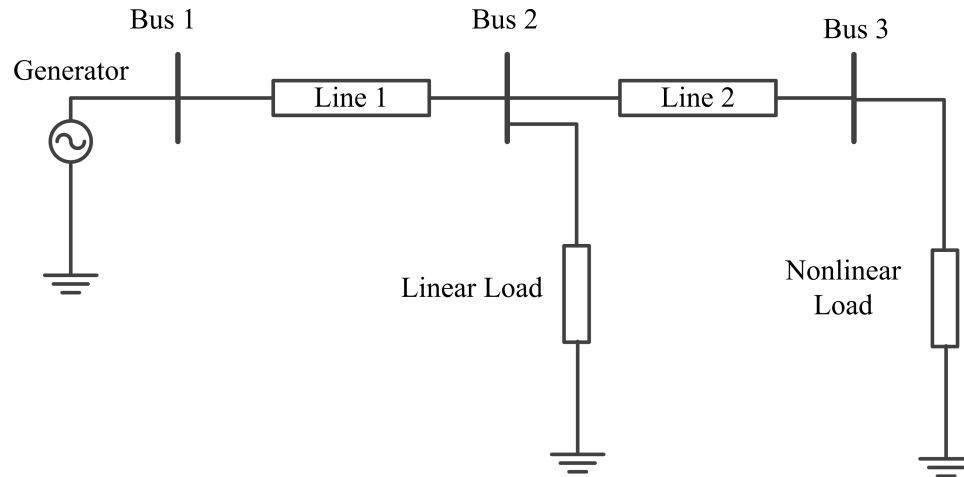 Bus 1
Bus 2
Bus 3
Generator
Line 1
Line 2
Linear Load
Nonlinear
Load